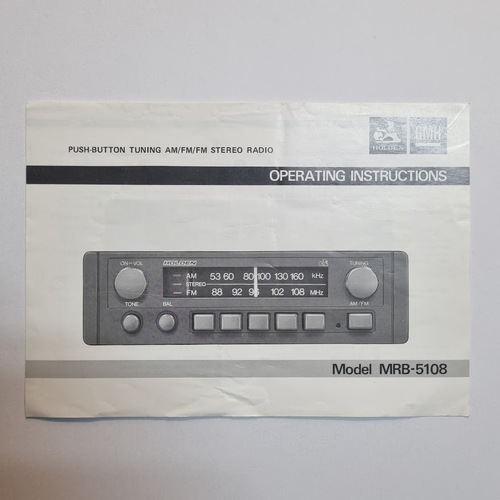 HOLDEN
GMH
PUSH-BUTTON TUNING AM/FM/FM STEREO RADIO
OPERATING INSTRUCTIONS
ON • VOL
HOLDEN
TUNING
AM 53 60 80 100 130 160 kHz
STEREO
FM 88 92 96 102 108 MHz
TONE
BAL
AM/FM
Model MRB-5108